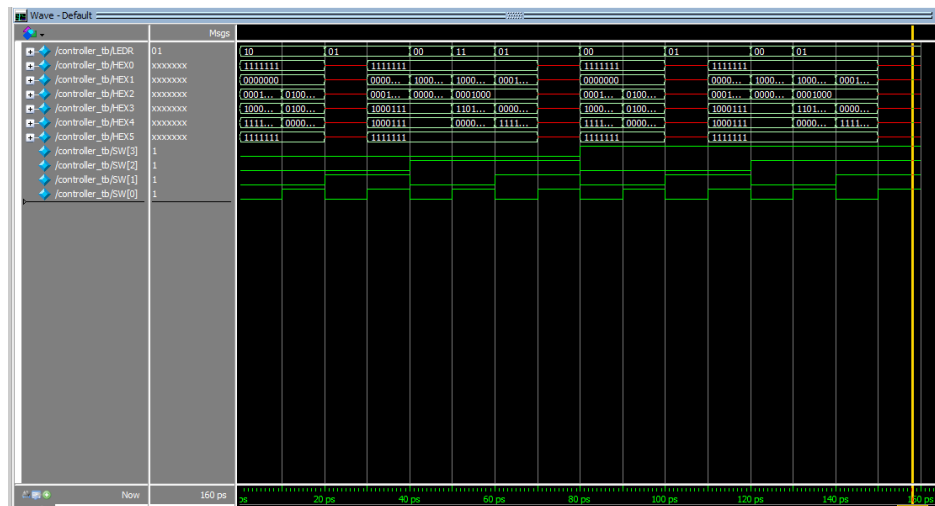 Wave - Default
Msgs
/controller_tb/LEDR 01 10 01 00 11 01 00 01 00 01
/controller_tb/HEX0 xxxxxxx 1111111 1111111 1111111 1111111
/controller_tb/HEX1 xxxxxxx 0000000 0000... 1000... 1000... 0001... 0000000 0000... 1000... 1000... 0001...
/controller_tb/HEX2 xxxxxxx 0001... 0100... 0001... 0000... 0001000 0001... 0100... 0001... 0000... 0001000
/controller_tb/HEX3 xxxxxxx 1000... 0100... 1000111 1101... 0000... 1000... 0100... 1000111 1101... 0000...
/controller_tb/HEX4 xxxxxxx 1111... 0000... 1000111 0000... 1111... 1111... 0000... 1000111 0000... 1111...
/controller_tb/HEX5 xxxxxxx 1111111 1111111 1111111 1111111
/controller_tb/SW[3] 1
/controller_tb/SW[2] 1
/controller_tb/SW[1] 1
/controller_tb/SW[0] 1
Now 160 ps ps 20 ps 40 ps 60 ps 80 ps 100 ps 120 ps 140 ps 160 ps